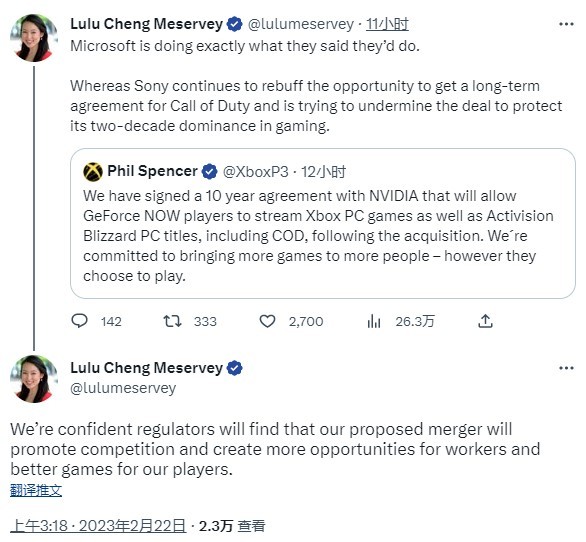 Lulu Cheng Meservey @lulumeservey · 11小时
Microsoft is doing exactly what they said they'd do.
Whereas Sony continues to rebuff the opportunity to get a long-term
agreement for Call of Duty and is trying to undermine the deal to protect
its two-decade dominance in gaming.
Phil Spencer @XboxP3 · 12小时
We have signed a 10 year agreement with NVIDIA that will allow
GeForce NOW players to stream Xbox PC games as well as Activision
Blizzard PC titles, including COD, following the acquisition. We´re
committed to bringing more games to more people – however they
choose to play.
142 333 2,700 26.3万
Lulu Cheng Meservey
@lulumeservey
We're confident regulators will find that our proposed merger will
promote competition and create more opportunities for workers and
better games for our players.
翻译推文
上午3:18 · 2023年2月22日 · 2.3万 查看